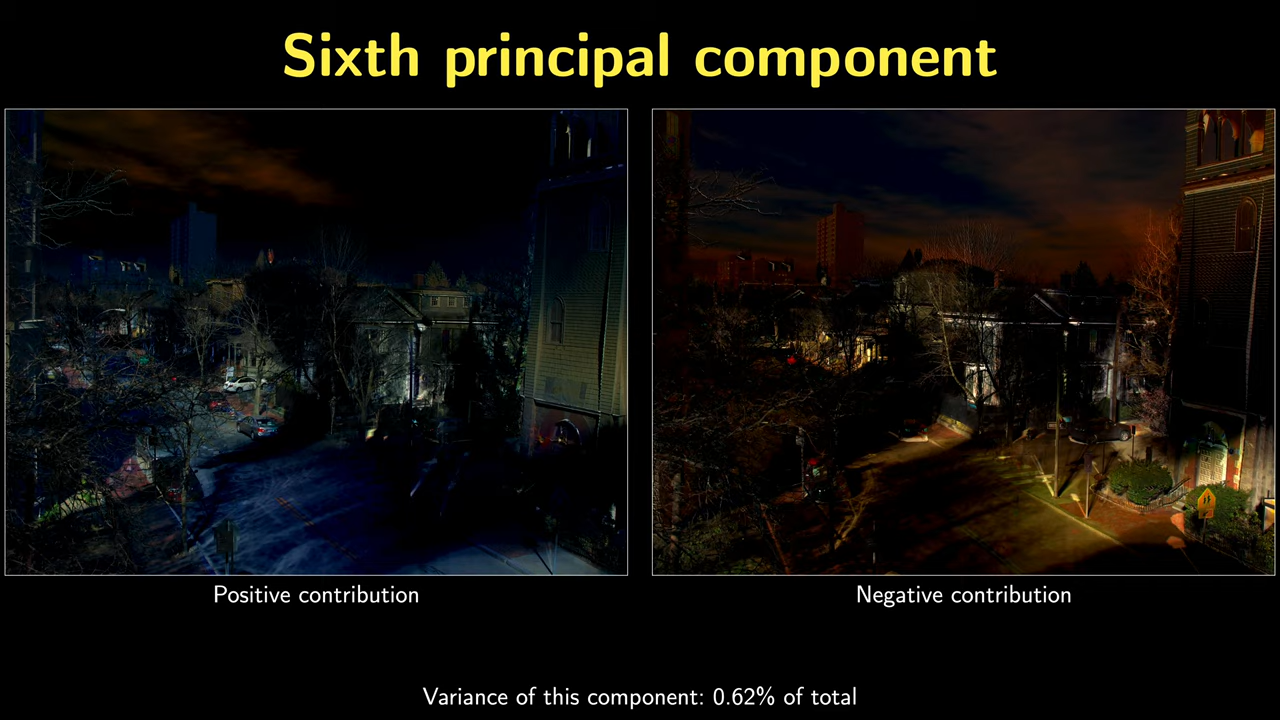 Sixth principal component
Positive contribution
Negative contribution
Variance of this component: 0.62% of total